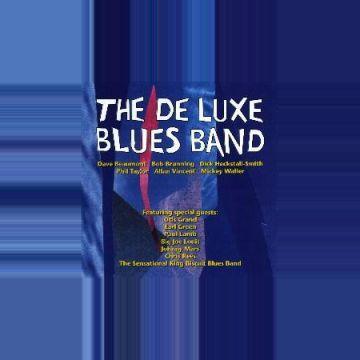 THE DE LUXE
BLUES BAND
Dave Beaumont Bob Brunning Dick Heckstall-Smith
Phil Taylor Allan Vincent Mickey Waller
Featuring special guests:
Otis Grand
Earl Green
Paul Lamb
Big Joe Louis
Johnny Mars
Chris Rees
The Sensational King Biscuit Blues Band